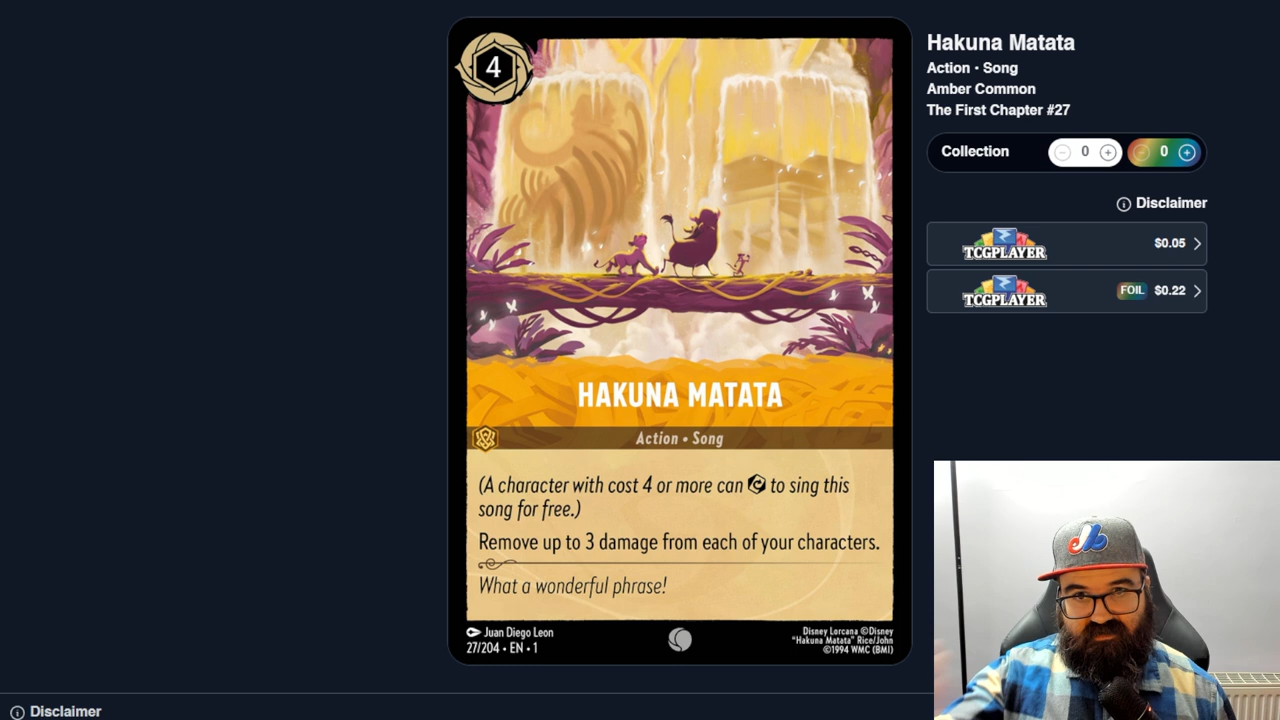 4
HAKUNA MATATA
Action • Song
(A character with cost 4 or more can to sing this
song for free.)
Remove up to 3 damage from each of your characters.
What a wonderful phrase!
Juan Diego Leon
27/204 • EN • 1
Disney Lorcana ©Disney
"Hakuna Matata" Rice/John
©1994 WMC (BMI)
Hakuna Matata
Action • Song
Amber Common
The First Chapter #27
Collection
0
0
Disclaimer
TCGPLAYER
$0.05
TCGPLAYER
FOIL $0.22
Disclaimer